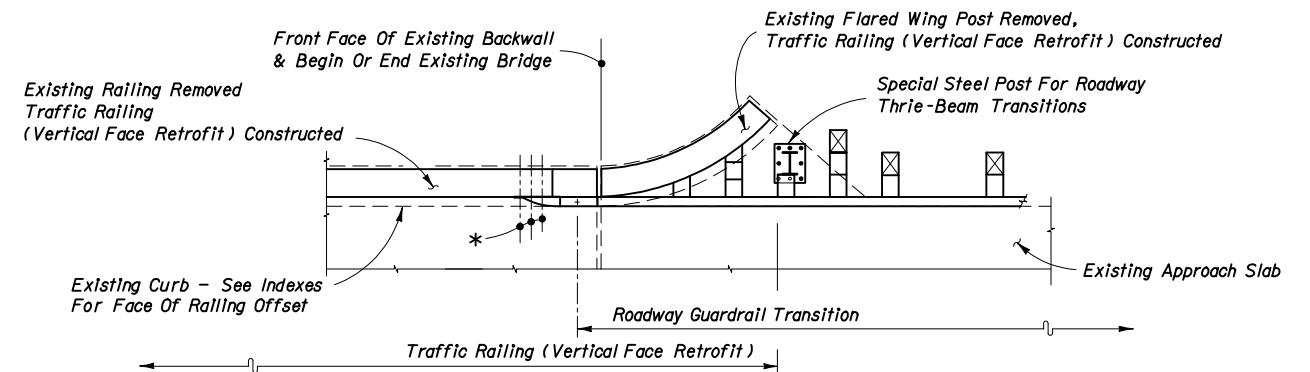 Existing Flared Wing Post Removed,
Traffic Railing (Vertical Face Retrofit) Constructed
Front Face Of Existing Backwall
& Begin Or End Existing Bridge
Special Steel Post For Roadway
Thrie-Beam Transitions
Existing Railing Removed
Traffic Railing
(Vertical Face Retrofit) Constructed
*
Existing Curb – See Indexes
For Face Of Railing Offset
Existing Approach Slab
Roadway Guardrail Transition
Traffic Railing (Vertical Face Retrofit)